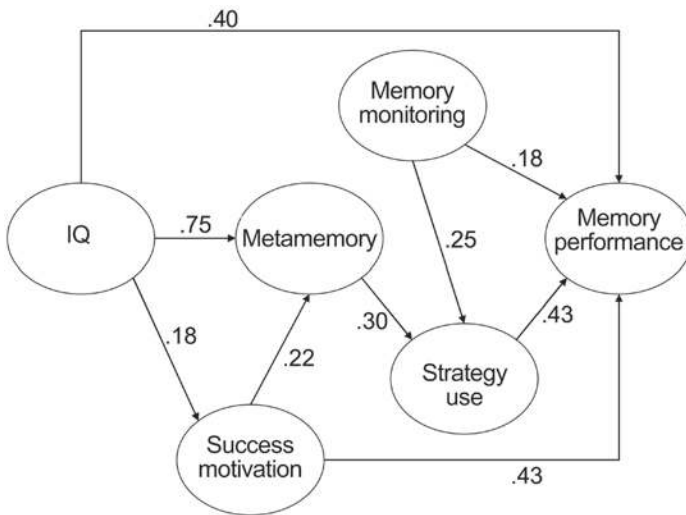 .40
Memory
monitoring
.18
IQ
.75
Metamemory
.25
Memory
performance
.18
.22
.30
.43
Strategy
use
Success
motivation
.43